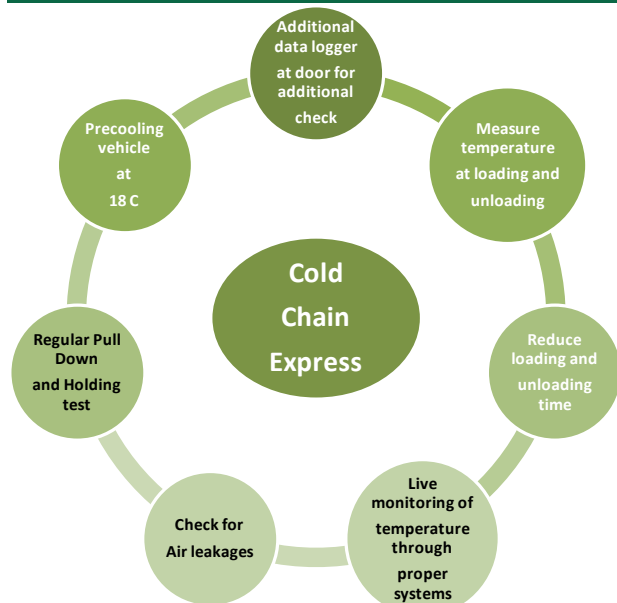 Additional
data logger
at door for
additional
check
Measure
temperature
at loading and
unloading
Reduce
loading and
unloading
time
Live
monitoring of
temperature
through
proper
systems
Check for
Air leakages
Regular Pull
Down
and Holding
test
Precooling
vehicle
at
18 C
Cold
Chain
Express